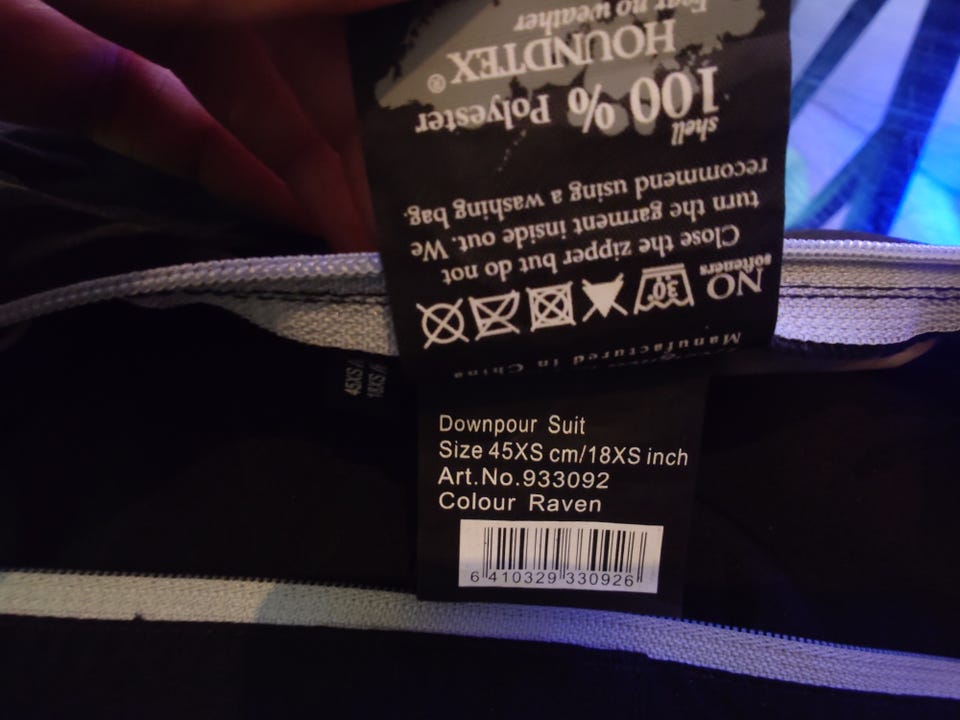 Fear no weather
HOUNDTEX ®
100 % Polyester
shell
recommend using a washing bag.
turn the garment inside out. We
Close the zipper but do not
NO
softeners
30°
Manufactured in China
45XS
18XS
Downpour Suit
Size 45XS cm/18XS inch
Art.No.933092
Colour Raven
6 410329 330926